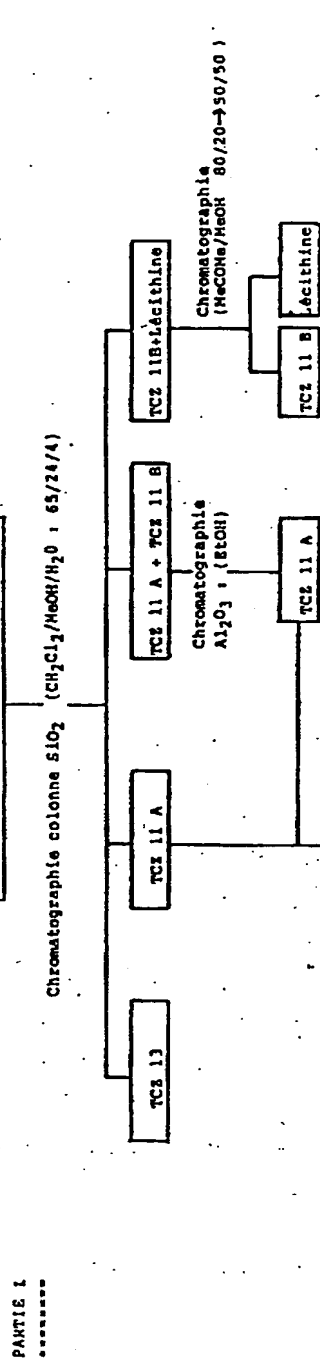 PARTIE 1
********
Chromatographie colonne SiO₂ (CH₂Cl₂/MeOH/H₂O : 65/24/4)
TCZ 13
TCZ 11 A
TCZ 11 A + TCZ 11 B
TCZ 11B+Lécithine
Chromatographie
Al₂O₃ : (EtOH)
Chromatographie
(MeCOMe/MeOH 80/20→50/50 )
TCZ 11 A
TCZ 11 B
Lécithine